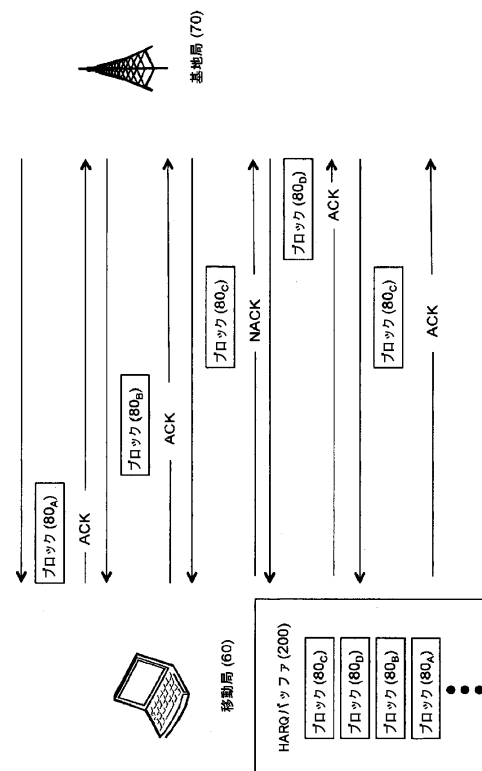 基地局 (70)
ブロック (80A)
ACK
ブロック (80B)
ACK
ブロック (80C)
NACK
ブロック (80D)
ACK
ブロック (80C)
ACK
移動局 (60)
HARQバッファ (200)
ブロック (80C)
ブロック (80D)
ブロック (80B)
ブロック (80A)